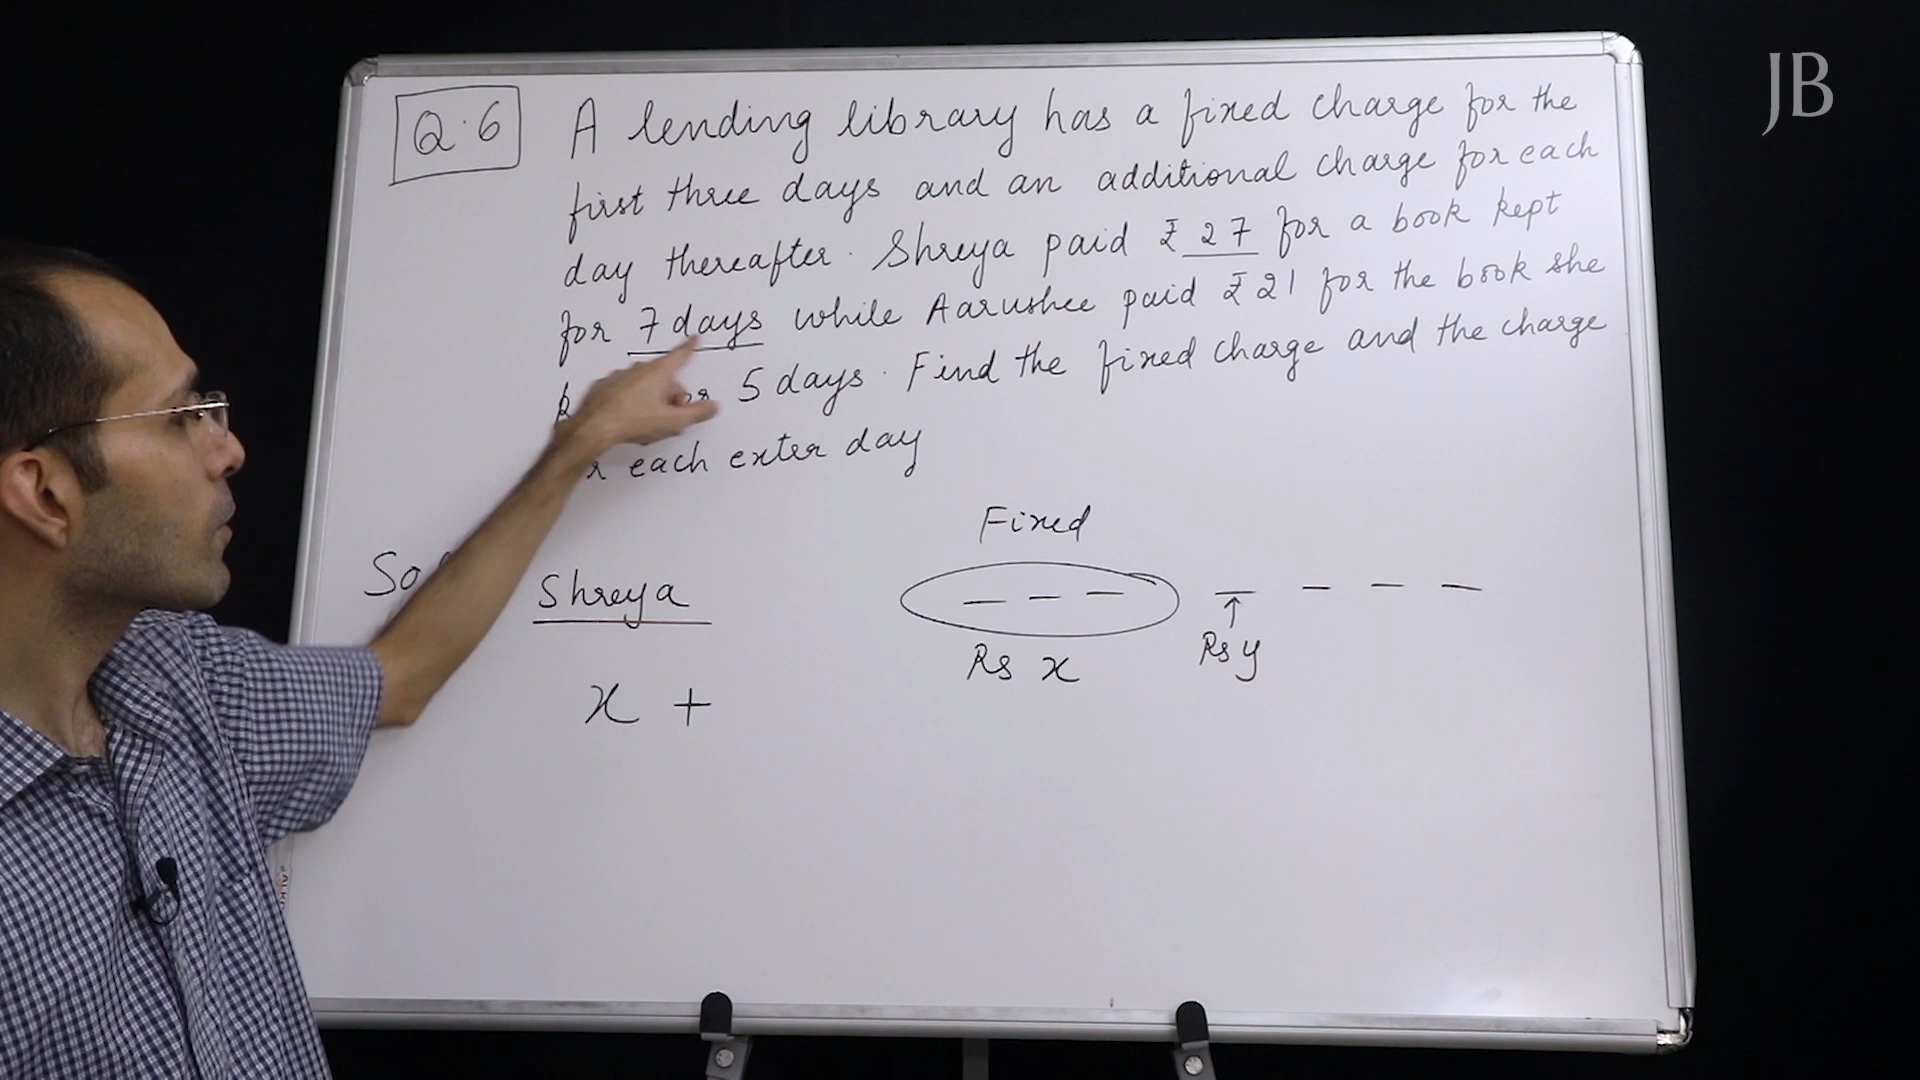 JB
Q.6
A lending library has a fixed charge for the
first three days and an additional charge for each
day thereafter. Shreya paid ₹ 27 for a book kept
for 7 days while Aarushee paid ₹ 21 for the book she
5 days. Find the fixed charge and the charge
each exter day
Fixed
Shreya
Rs x
Rs y
x +